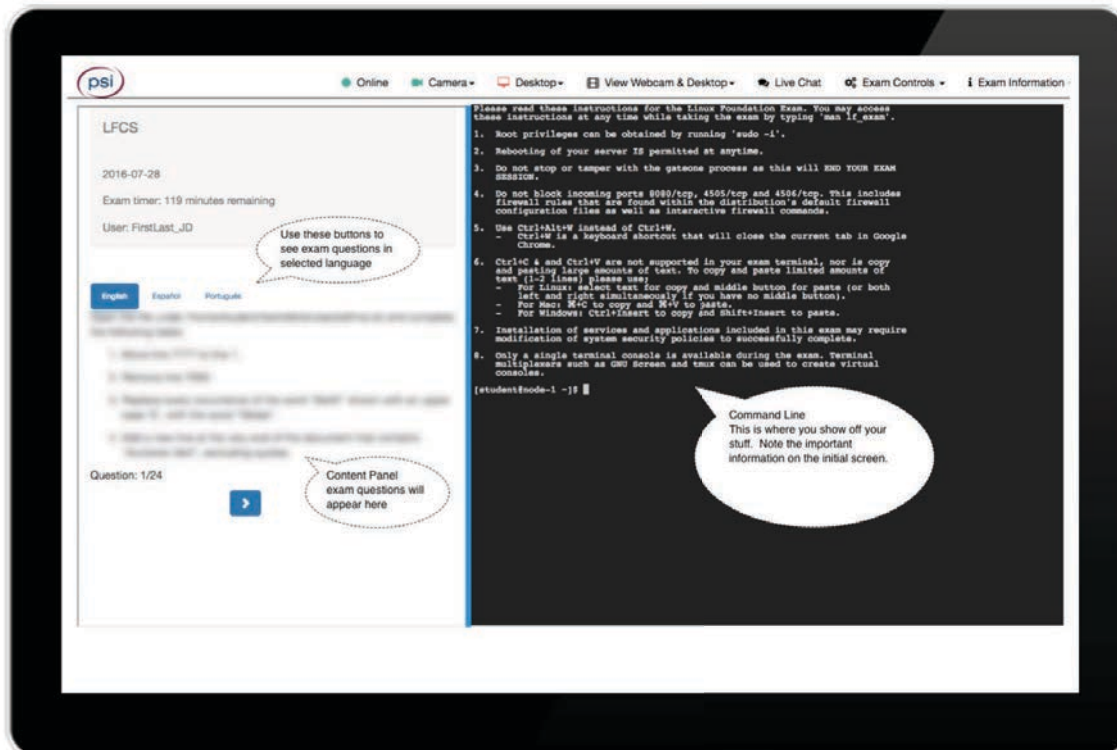 psi
Online Camera Desktop View Webcam & Desktop Live Chat Exam Controls Exam Information
LFCS
2016-07-28
Exam timer: 119 minutes remaining
User: FirstLast_JD
Use these buttons to
see exam questions in
selected language
English Español Português
Question: 1/24
Content Panel
exam questions will
appear here
Please read these instructions for the Linux Foundation Exam. You may access
these instructions at any time while taking the exam by typing 'man lf_exam'.
1. Root privileges can be obtained by running 'sudo -i'.
2. Rebooting of your server IS permitted at anytime.
3. Do not stop or tamper with the gateone process as this will END YOUR EXAM
SESSION.
4. Do not block incoming ports 8080/tcp, 4505/tcp and 4506/tcp. This includes
firewall rules that are found within the distribution's default firewall
configuration files as well as interactive firewall commands.
5. Use Ctrl+Alt+W instead of Ctrl+W.
- Ctrl+W is a keyboard shortcut that will close the current tab in Google
Chrome.
6. Ctrl+C & and Ctrl+V are not supported in your exam terminal, nor is copy
and pasting large amounts of text. To copy and paste limited amounts of
text (1-2 lines) please use;
- For Linux: select text for copy and middle button for paste (or both
left and right simultaneously if you have no middle button).
- For Mac: ⌘+C to copy and ⌘+V to paste.
- For Windows: Ctrl+Insert to copy and Shift+Insert to paste.
7. Installation of services and applications included in this exam may require
modification of system security policies to successfully complete.
8. Only a single terminal console is available during the exam. Terminal
multiplexers such as GNU Screen and tmux can be used to create virtual
consoles.
[student@node-1 ~]$
Command Line
This is where you show off your
stuff. Note the important
information on the initial screen.